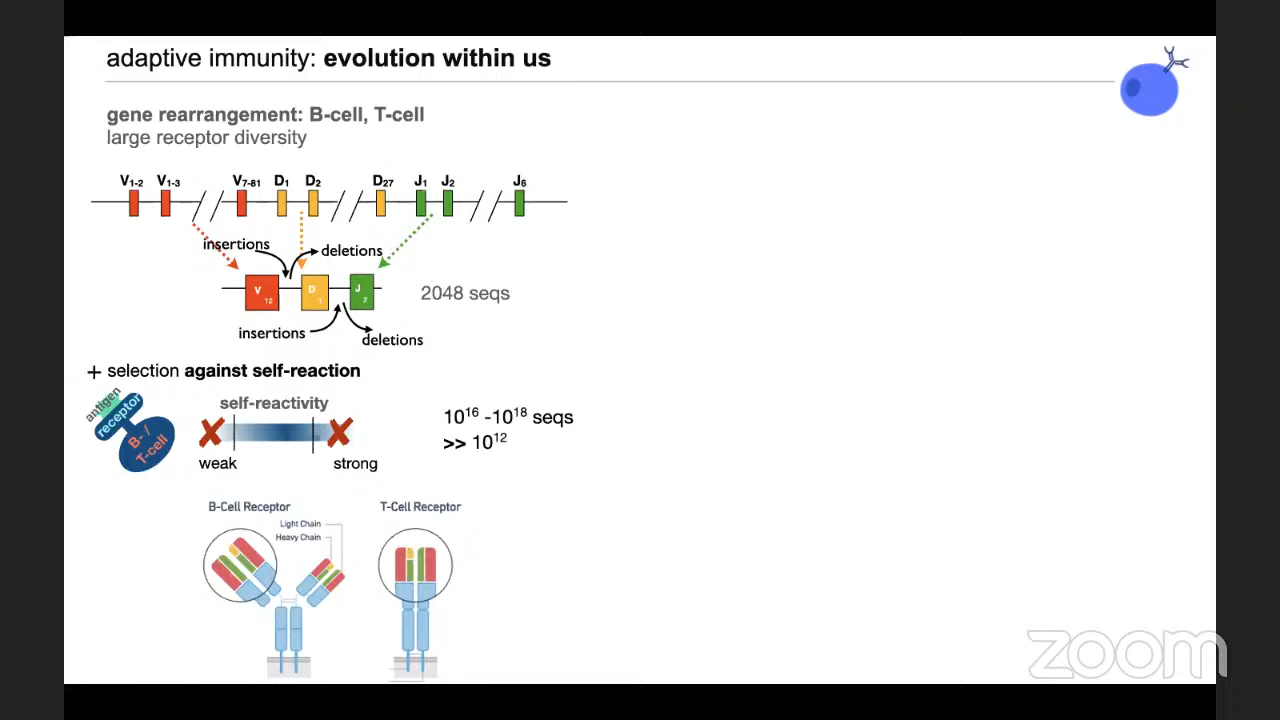 adaptive immunity: evolution within us
gene rearrangement: B-cell, T-cell
large receptor diversity
V1-2 V1-3 V7-81 D1 D2 D27 J1 J2 J6
insertions
deletions
V 12 D 1 J 2
2048 seqs
insertions
deletions
+ selection against self-reaction
antigen
receptor
B- /
T-cell
self-reactivity
weak strong
10^16 -10^18 seqs
>> 10^12
B-Cell Receptor
Light Chain
Heavy Chain
T-Cell Receptor
zoom